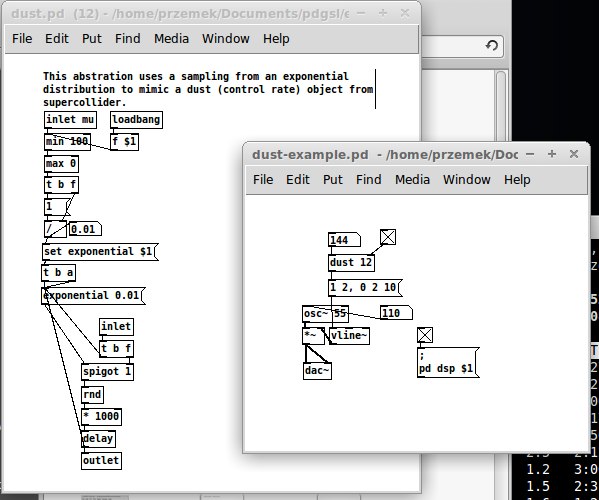 dust.pd (12) - /home/przemek/Documents/pdgsl/e
File Edit Put Find Media Window Help
This abstration uses a sampling from an exponential
distribution to mimic a dust (control rate) object from
supercollider.
inlet mu
loadbang
min 100
f $1
max 0
t b f
1
/
0.01
set exponential $1
t b a
exponential 0.01
inlet
t b f
spigot 1
rnd
* 1000
delay
outlet
dust-example.pd - /home/przemek/Doc
File Edit Put Find Media Window Help
144
dust 12
1 2, 0 2 10
osc~ 55
110
*~
vline~
dac~
;
pd dsp $1
1.2 3:0
1.5 2:3